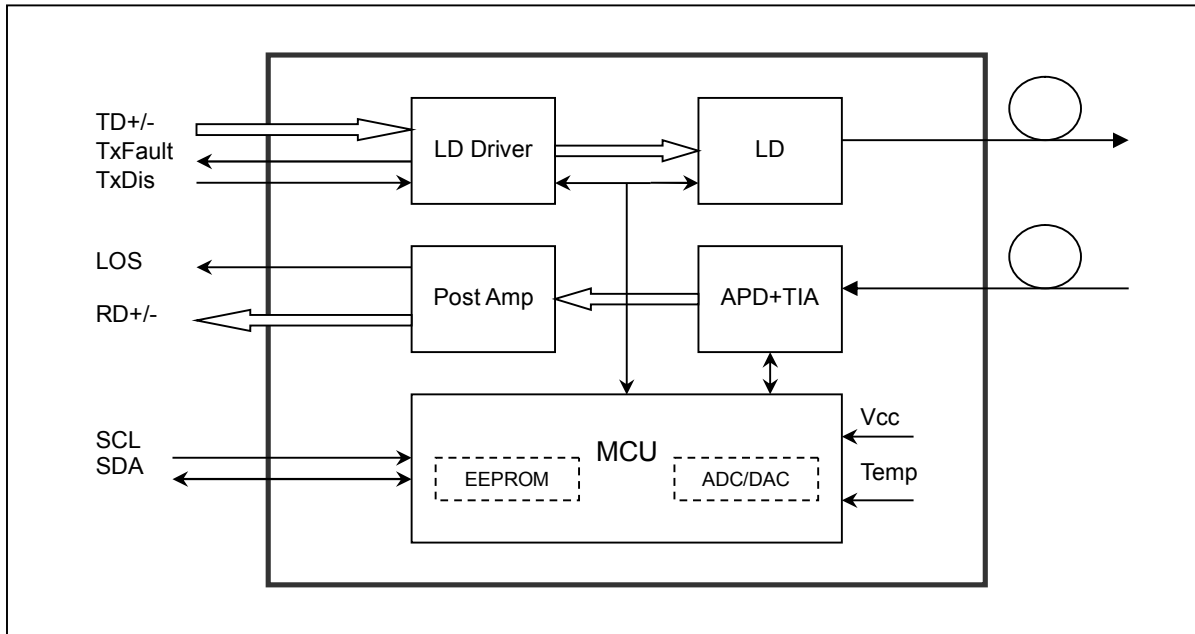 TD+/-
TxFault
TxDis
LD Driver
LD
LOS
RD+/-
Post Amp
APD+TIA
SCL
SDA
MCU
EEPROM
ADC/DAC
Vcc
Temp